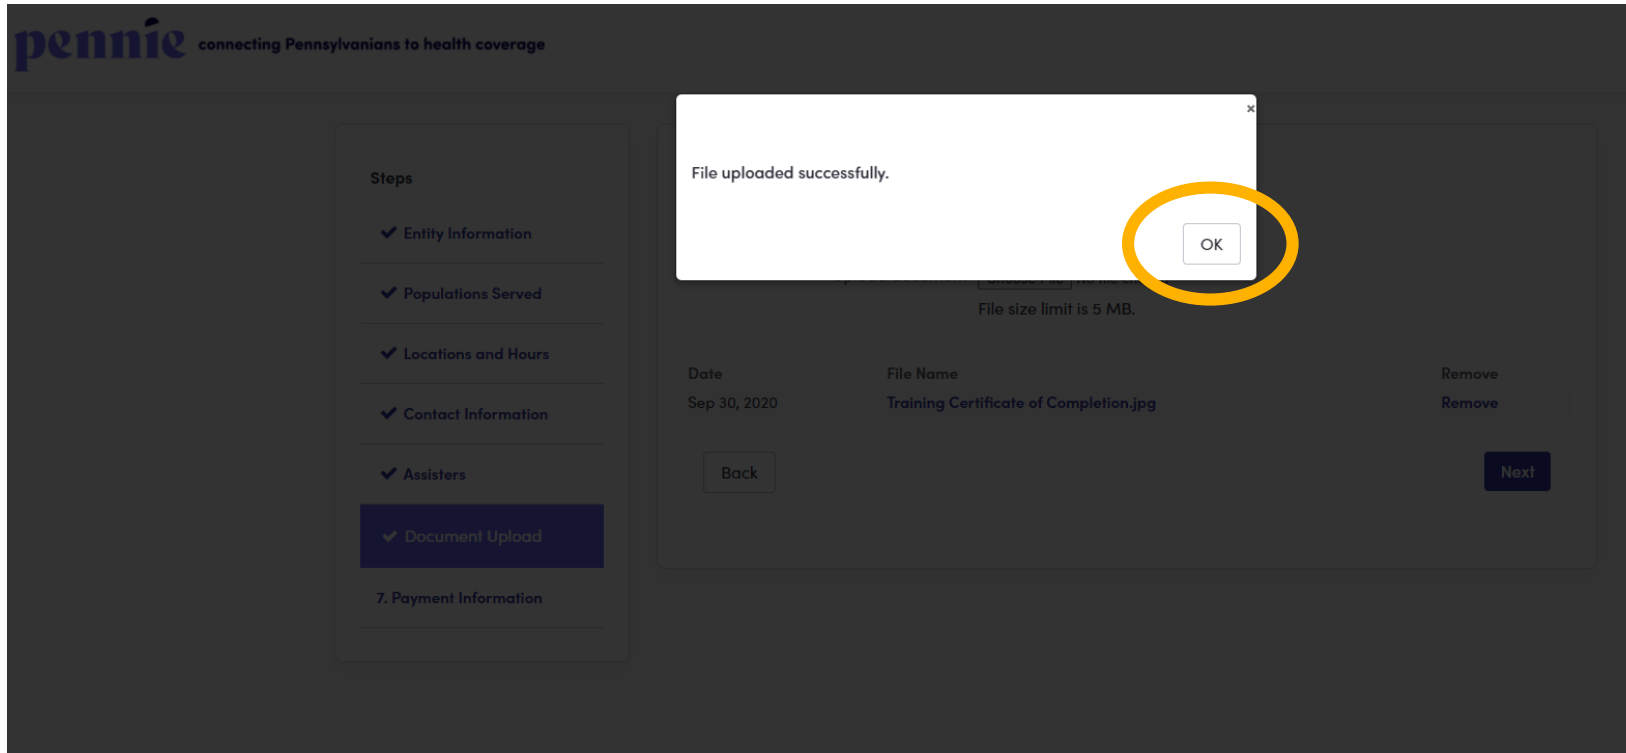 pennie connecting Pennsylvanians to health coverage
×
File uploaded successfully.
OK
Steps
✔ Entity Information
✔ Populations Served
✔ Locations and Hours
✔ Contact Information
✔ Assisters
✔ Document Upload
7. Payment Information
File size limit is 5 MB.
Date File Name Remove
Sep 30, 2020 Training Certificate of Completion.jpg Remove
Back Next